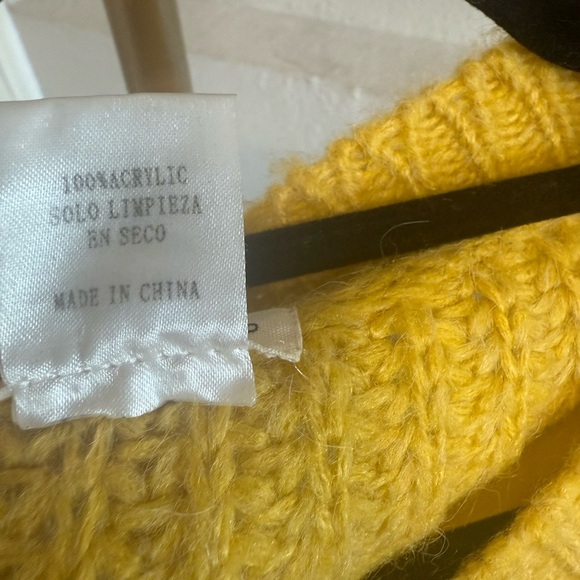 100%ACRYLIC
SOLO LIMPIEZA
EN SECO
MADE IN CHINA